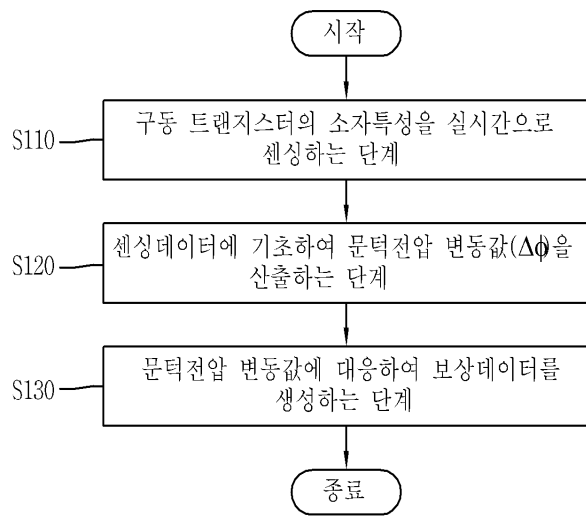 시작
S110
구동 트랜지스터의 소자특성을 실시간으로
센싱하는 단계
S120
센싱데이터에 기초하여 문턱전압 변동값(Δϕ)을
산출하는 단계
S130
문턱전압 변동값에 대응하여 보상데이터를
생성하는 단계
종료